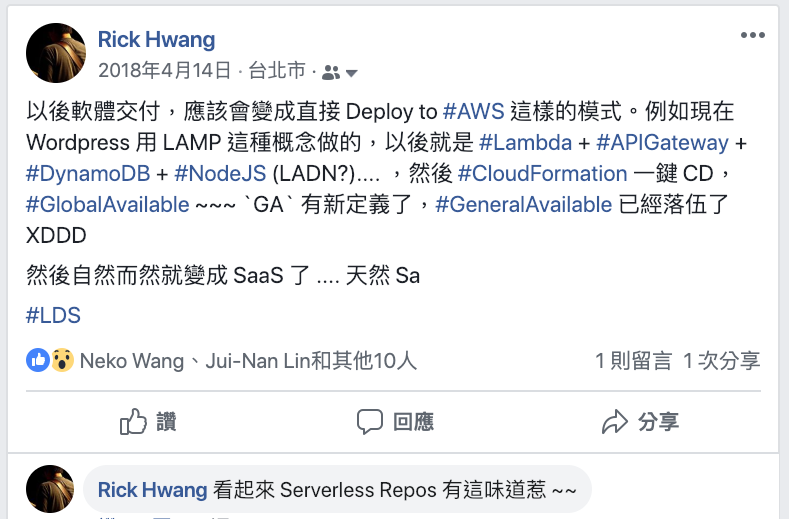 Rick Hwang
2018年4月14日 · 台北市 ·
以後軟體交付，應該會變成直接 Deploy to #AWS 這樣的模式。例如現在
Wordpress 用 LAMP 這種概念做的，以後就是 #Lambda + #APIGateway +
#DynamoDB + #NodeJS (LADN?).... ，然後 #CloudFormation 一鍵 CD，
#GlobalAvailable ~~~ `GA` 有新定義了，#GeneralAvailable 已經落伍了
XDDD
然後自然而然就變成 SaaS 了 .... 天然 Sa
#LDS
Neko Wang、Jui-Nan Lin和其他10人 1 則留言 1 次分享
讚 回應 分享
Rick Hwang 看起來 Serverless Repos 有這味道惹 ~~